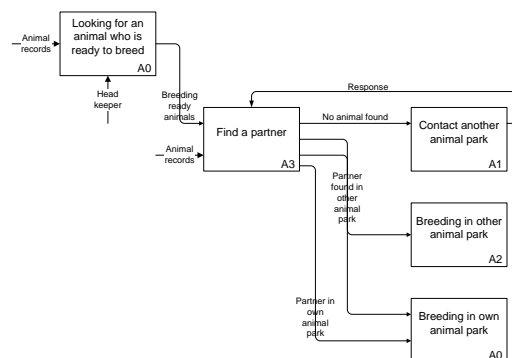 Looking for an
animal who is
ready to breed
A0
Animal
records
Head
keeper
Breeding
ready
animals
Response
Find a partner
A3
Animal
records
No animal found
Contact another
animal park
A1
Partner
found in
other
animal
park
Breeding in other
animal park
A2
Partner in
own
animal
park
Breeding in own
animal park
A0